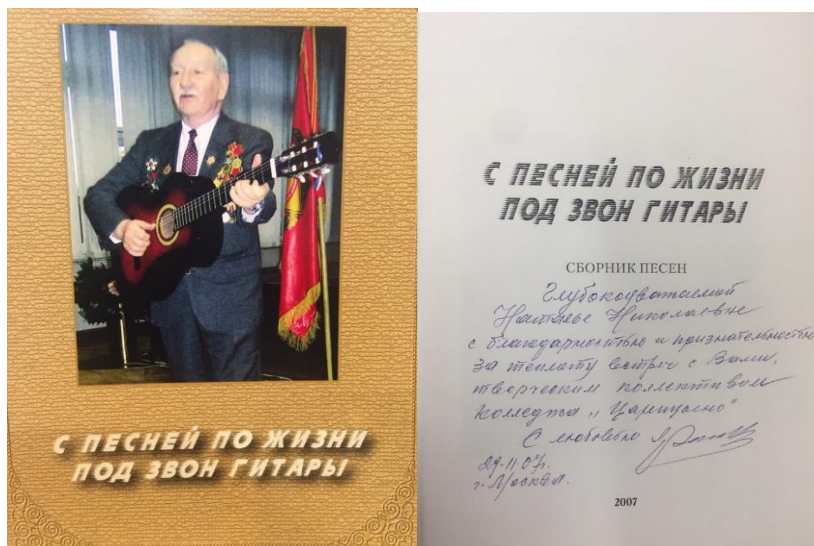 С ПЕСНЕЙ ПО ЖИЗНИ
ПОД ЗВОН ГИТАРЫ
С ПЕСНЕЙ ПО ЖИЗНИ
ПОД ЗВОН ГИТАРЫ
СБОРНИК ПЕСЕН
Глубокоуважаемой
Наталье Николаевне
с благодарностью и признательностью
за теплоту встреч с Вами,
творческим коллективом
колледжа „Царицыно"
С любовью
29.11.07г.
г. Москва.
2007